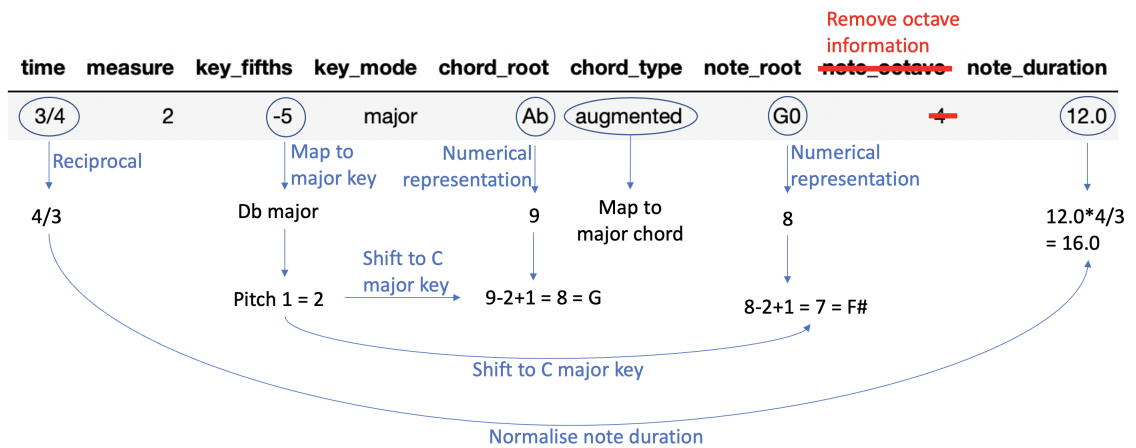 Remove octave
information
time measure key_fifths key_mode chord_root chord_type note_root note_octave note_duration
3/4 2 -5 major Ab augmented G0 4 12.0
Reciprocal
Map to
major key
Numerical
representation
Numerical
representation
4/3
Db major
9
Map to
major chord
8
12.0*4/3
= 16.0
Shift to C
major key
Pitch 1 = 2
9-2+1 = 8 = G
8-2+1 = 7 = F#
Shift to C major key
Normalise note duration